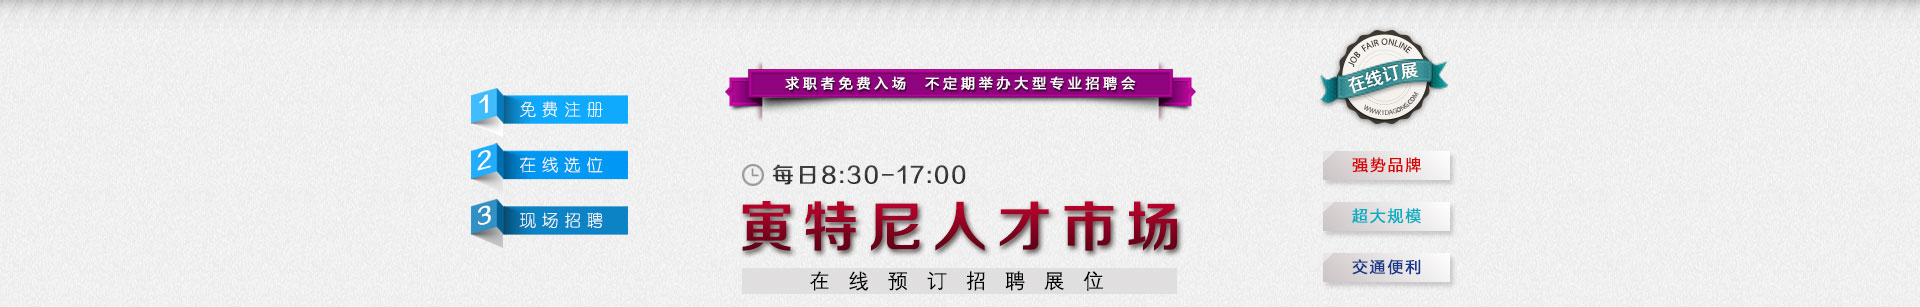 1 免费注册
2 在线选位
3 现场招聘
求职者免费入场 不定期举办大型专业招聘会
每日8:30-17:00
寅特尼人才市场
在线预订招聘展位
JOB FAIR ONLINE
在线订展
WWW.1DAGONG.COM
强势品牌
超大规模
交通便利